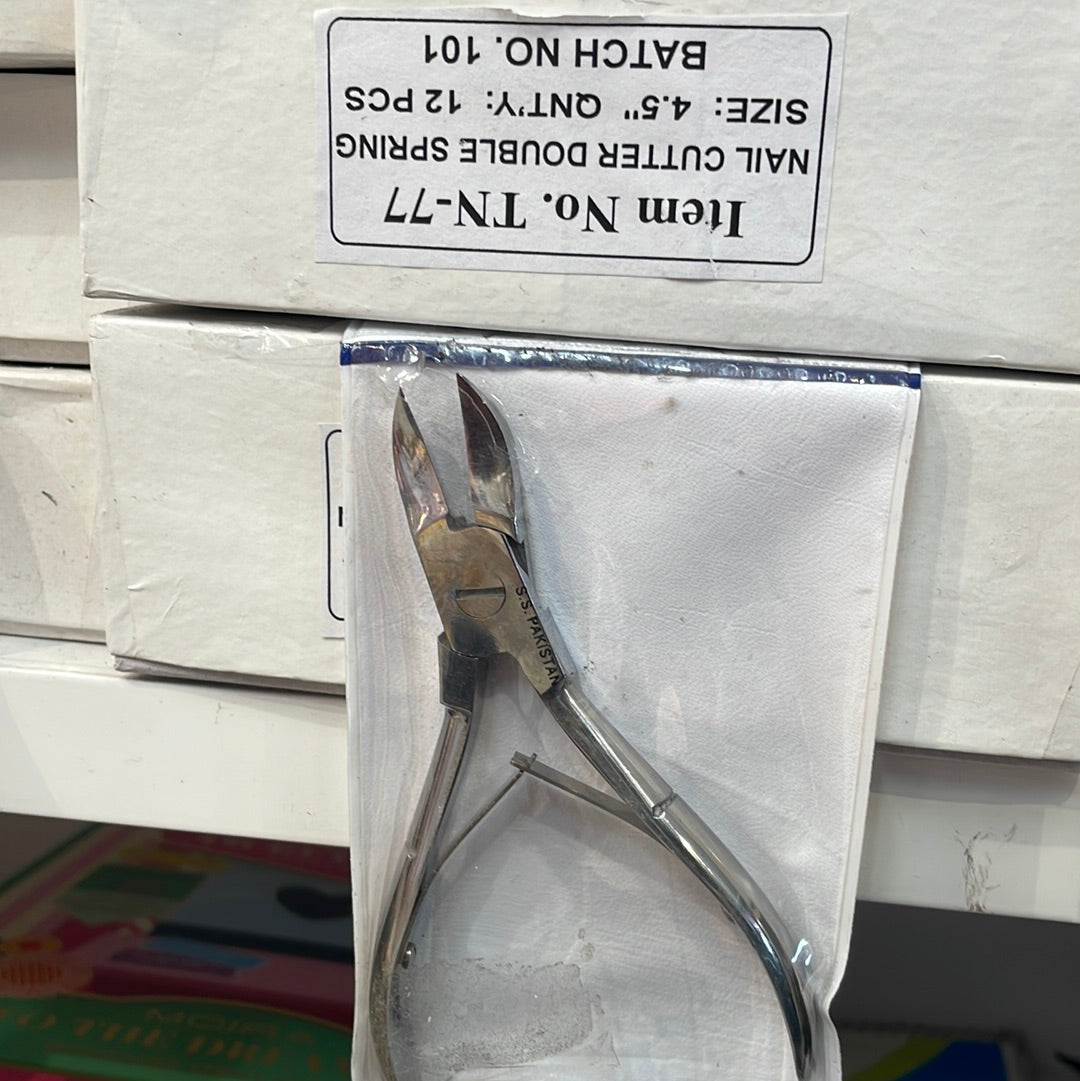 Item No. TN-77
NAIL CUTTER DOUBLE SPRING
SIZE: 4.5" QNT'Y: 12 PCS
BATCH NO. 101
S.S. PAKISTAN